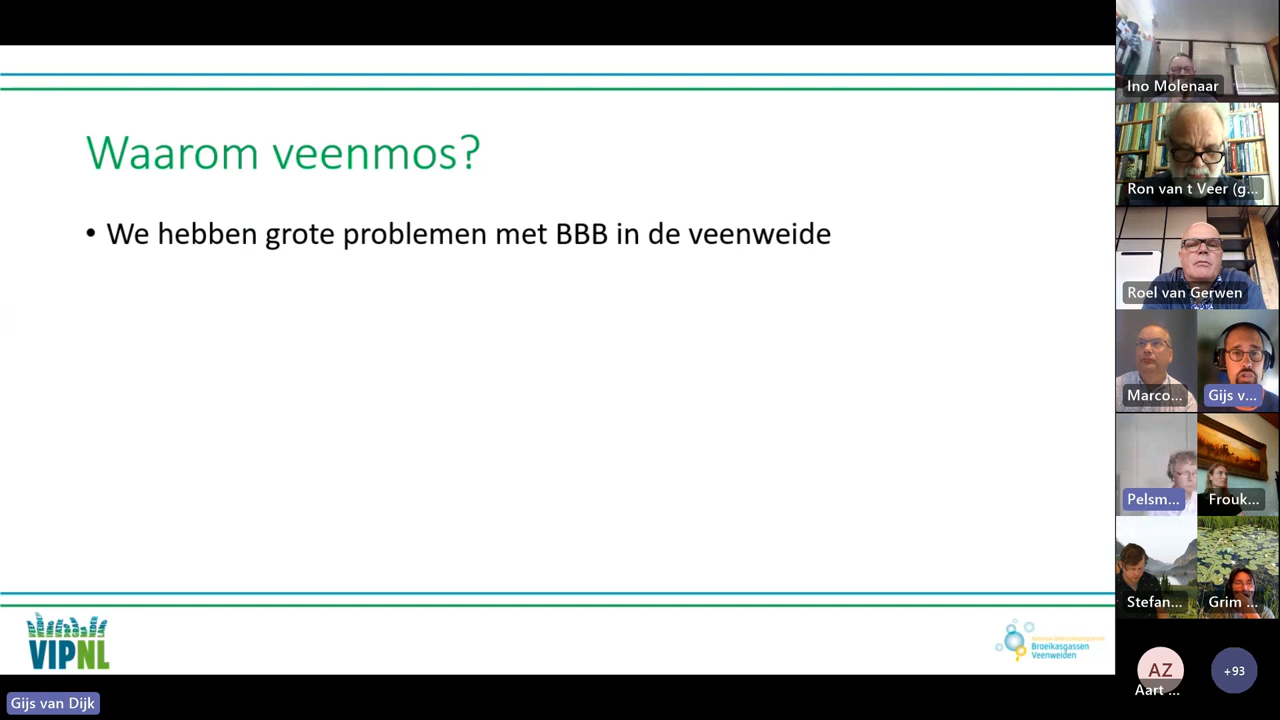 Waarom veenmos?
• We hebben grote problemen met BBB in de veenweide
VIPNL
Broeikasgassen
Veenweiden
Gijs van Dijk
Ino Molenaar
Ron van t Veer (g...
Roel van Gerwen
Marco...
Gijs v...
Pelsm...
Frouk...
Stefan...
Grim ...
AZ
Aart ...
+93